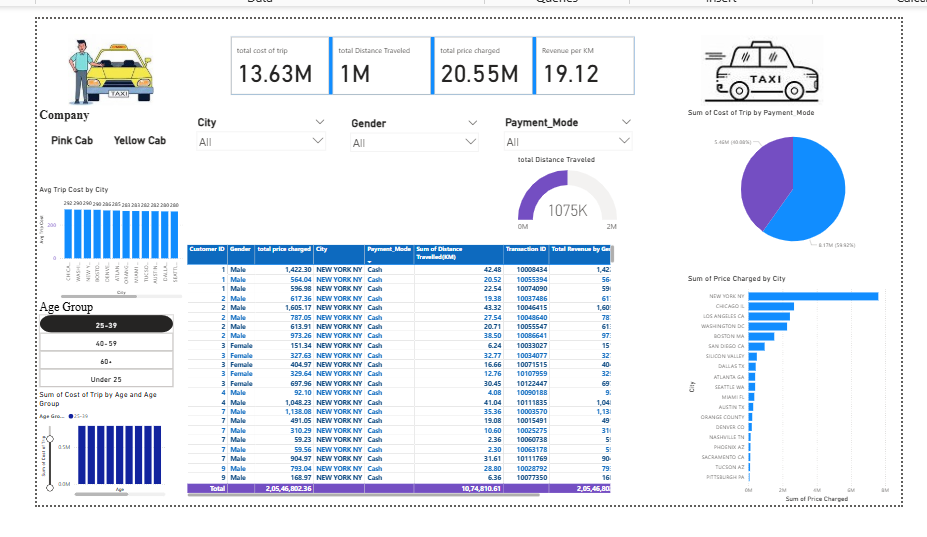 Data
Queries
Insert
TAXI
Company
Pink Cab
Yellow Cab
total cost of trip
13.63M
total Distance Traveled
1M
total price charged
20.55M
Revenue per KM
19.12
City
All
Gender
All
Payment_Mode
All
total Distance Traveled
1075K
0M
2M
TAXI
Sum of Cost of Trip by Payment_Mode
5.46M (40.08%)
8.17M (59.92%)
Avg Trip Cost by City
200
0
City
Age Group
25-39
40-59
60+
Under 25
Sum of Cost of Trip by Age and Age
Group
Age Gro...
25-39
Sum of Cost of Trip
0.5M
0.0M
Age
Customer ID Gender total price charged City Payment_Mode Sum of Distance Travelled(KM) Transaction ID Total Revenue by Ge
1 Male 1,422.30 NEW YORK NY Cash 42.48 10008434 1,42
1 Male 564.04 NEW YORK NY Cash 20.52 10055394 56
1 Male 596.98 NEW YORK NY Cash 22.54 10074090 59
2 Male 617.36 NEW YORK NY Cash 19.38 10037486 61
2 Male 1,605.17 NEW YORK NY Cash 43.32 10046415 1,60
2 Male 787.05 NEW YORK NY Cash 27.54 10048640 78
2 Male 613.91 NEW YORK NY Cash 20.71 10055547 61
2 Male 973.26 NEW YORK NY Cash 38.50 10086641 97
3 Female 151.34 NEW YORK NY Cash 6.24 10033027 15
3 Female 327.63 NEW YORK NY Cash 32.77 10034077 32
3 Female 404.97 NEW YORK NY Cash 16.66 10071515 40
3 Female 329.64 NEW YORK NY Cash 12.76 10107959 32
3 Female 697.96 NEW YORK NY Cash 30.45 10122447 69
4 Male 92.10 NEW YORK NY Cash 4.08 10090188 9
4 Male 1,048.23 NEW YORK NY Cash 41.04 10111835 1,04
7 Male 1,138.08 NEW YORK NY Cash 35.36 10003570 1,13
7 Male 491.05 NEW YORK NY Cash 19.08 10015491 49
7 Male 310.29 NEW YORK NY Cash 10.60 10025275 31
7 Male 59.23 NEW YORK NY Cash 2.36 10060738 5
7 Male 59.56 NEW YORK NY Cash 2.30 10063178 5
7 Male 904.97 NEW YORK NY Cash 31.61 10111769 90
9 Male 793.04 NEW YORK NY Cash 28.80 10028792 79
9 Male 168.97 NEW YORK NY Cash 6.36 10077350 16
Total 2,05,46,802.36 10,74,810.61 2,05,46,80
Sum of Price Charged by City
City
NEW YORK NY
CHICAGO IL
LOS ANGELES CA
WASHINGTON DC
BOSTON MA
SAN DIEGO CA
SILICON VALLEY
DALLAS TX
ATLANTA GA
SEATTLE WA
MIAMI FL
AUSTIN TX
ORANGE COUNTY
DENVER CO
NASHVILLE TN
PHOENIX AZ
SACRAMENTO CA
TUCSON AZ
PITTSBURGH PA
0M 2M 4M 6M 8M
Sum of Price Charged